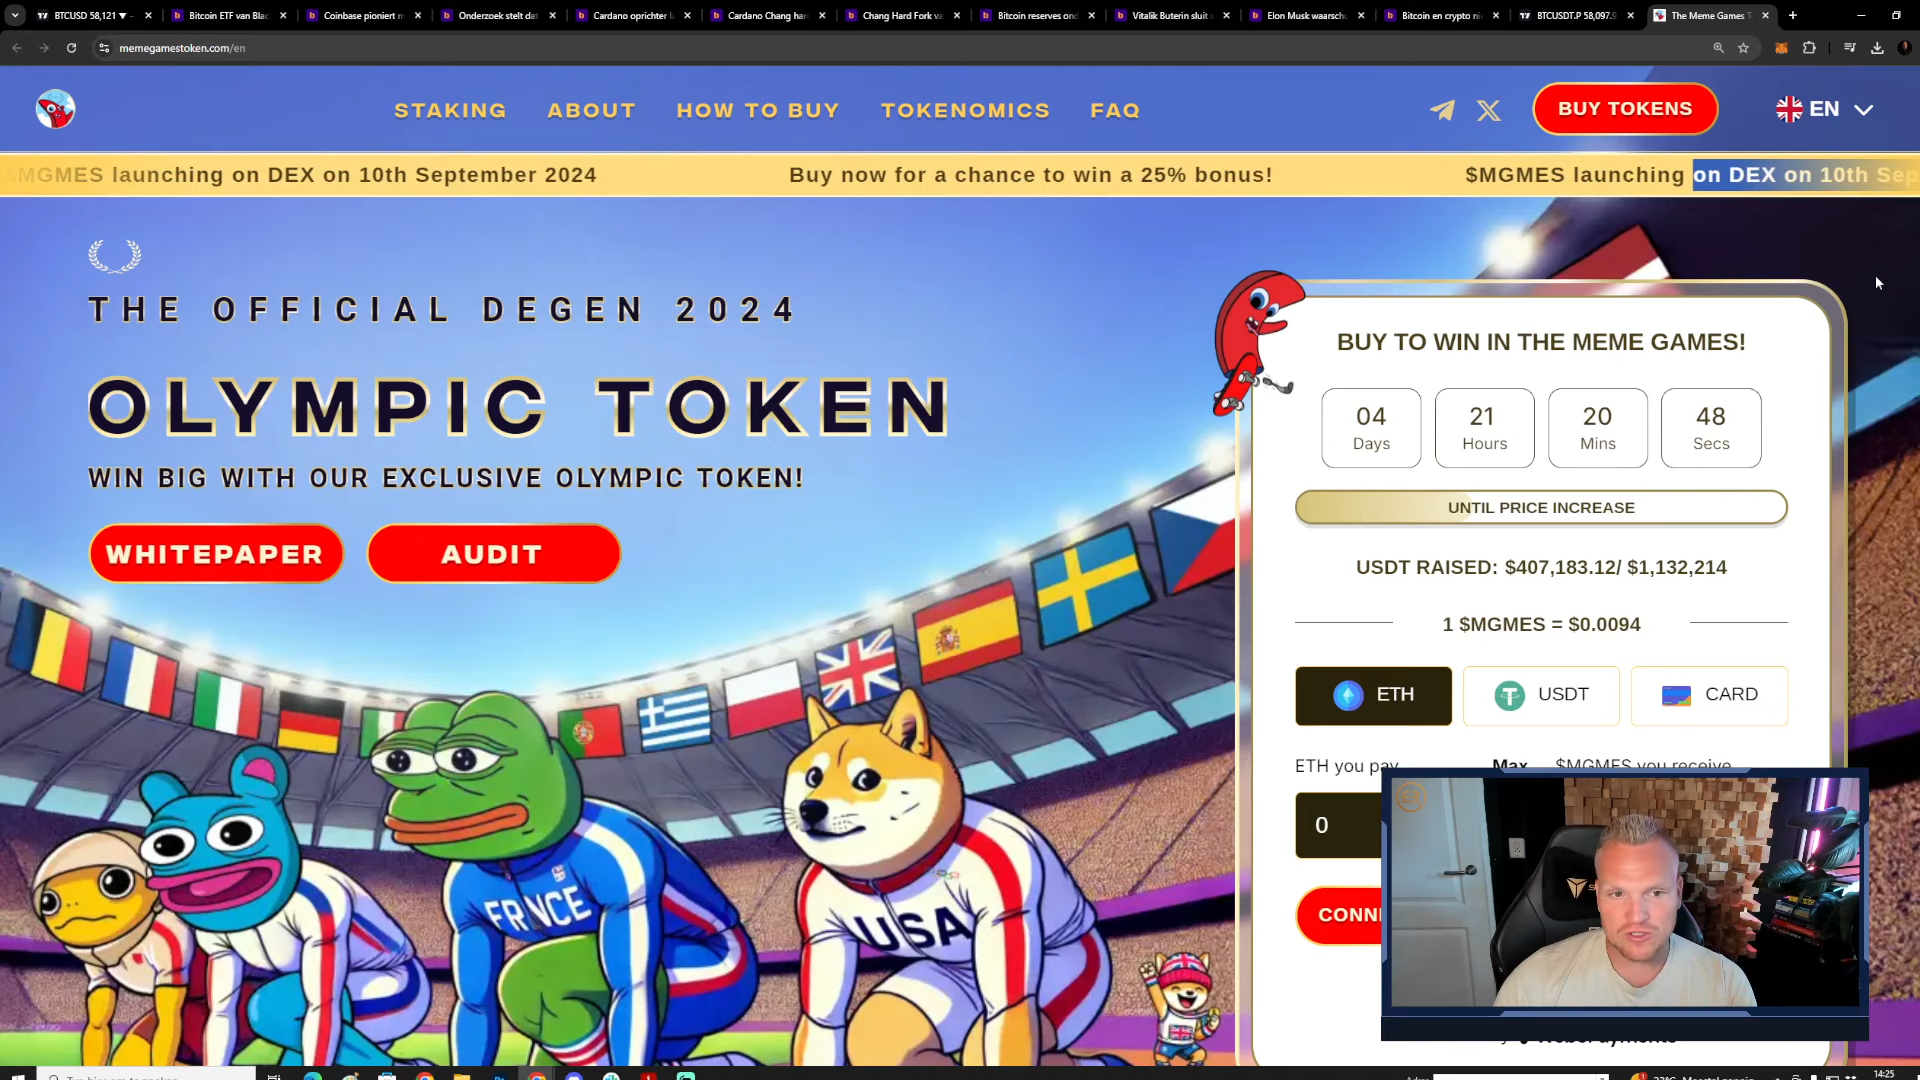 BTCUSD 58,121
Bitcoin ETF van Blac
Coinbase pioniert m
Onderzoek stelt dat
Cardano oprichter
Cardano Chang har
Chang Hard Fork va
Bitcoin reserves ond
Vitalik Buterin sluit
Elon Musk waarsch
Bitcoin en crypto ni
BTCUSDT.P 58,097.9
The Meme Games T
memegamestoken.com/en
STAKING
ABOUT
HOW TO BUY
TOKENOMICS
FAQ
BUY TOKENS
EN
$MGMES launching on DEX on 10th September 2024
Buy now for a chance to win a 25% bonus!
$MGMES launching on DEX on 10th Sep
THE OFFICIAL DEGEN 2024
OLYMPIC TOKEN
WIN BIG WITH OUR EXCLUSIVE OLYMPIC TOKEN!
WHITEPAPER
AUDIT
BUY TO WIN IN THE MEME GAMES!
04 21 20 48
Days Hours Mins Secs
UNTIL PRICE INCREASE
USDT RAISED: $407,183.12/ $1,132,214
1 $MGMES = $0.0094
ETH
USDT
CARD
ETH you pay
Max
$MGMES you receive
0
CONNE
FRNCE
USA
14:25